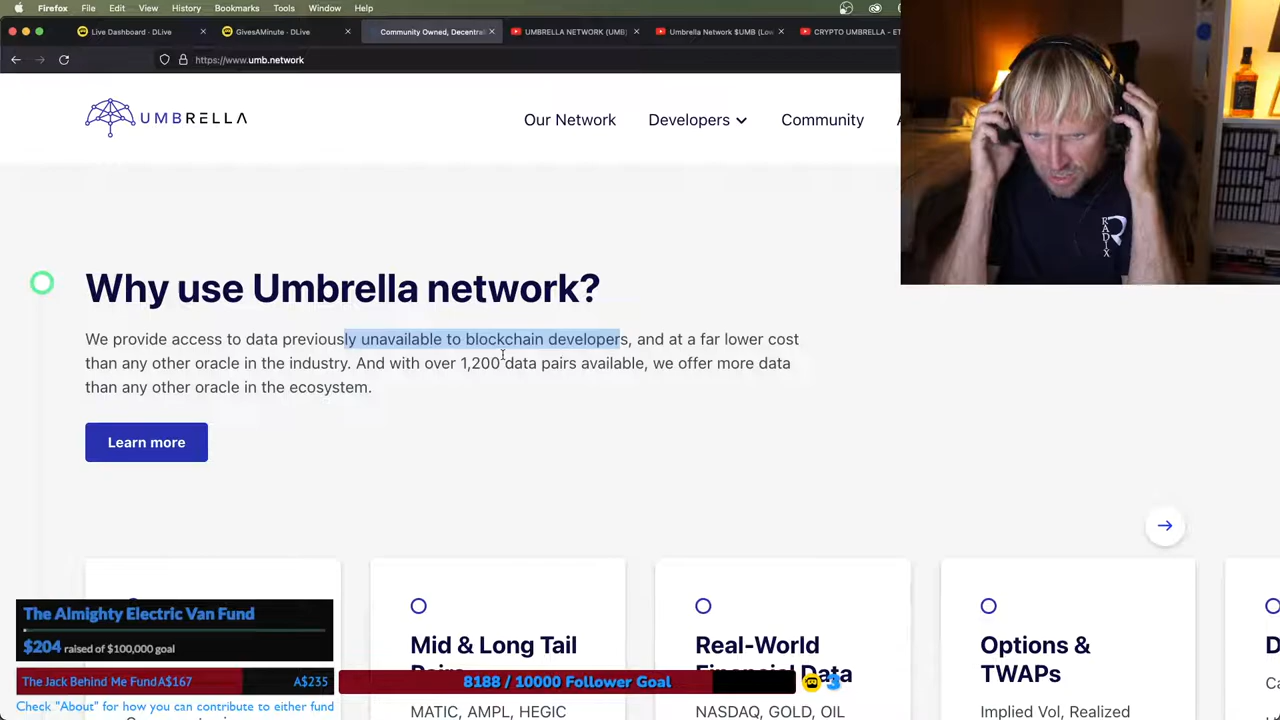 Firefox File Edit View History Bookmarks Tools Window Help
Live Dashboard · DLive
GivesAMinute · DLive
Community Owned, Decentral
UMBRELLA NETWORK (UMB)
Umbrella Network $UMB (Low
CRYPTO UMBRELLA - ET
https://www.umb.network
UMBRELLA
Our Network
Developers
Community
RADIX
Why use Umbrella network?
We provide access to data previously unavailable to blockchain developers, and at a far lower cost
than any other oracle in the industry. And with over 1,200 data pairs available, we offer more data
than any other oracle in the ecosystem.
Learn more
Mid & Long Tail
Pairs
MATIC, AMPL, HEGIC
Real-World
Financial Data
NASDAQ, GOLD, OIL
Options &
TWAPs
Implied Vol, Realized
The Almighty Electric Van Fund
$204 raised of $100,000 goal
The Jack Behind Me Fund A$167 A$235
8188 / 10000 Follower Goal
3
Check "About" for how you can contribute to either fund